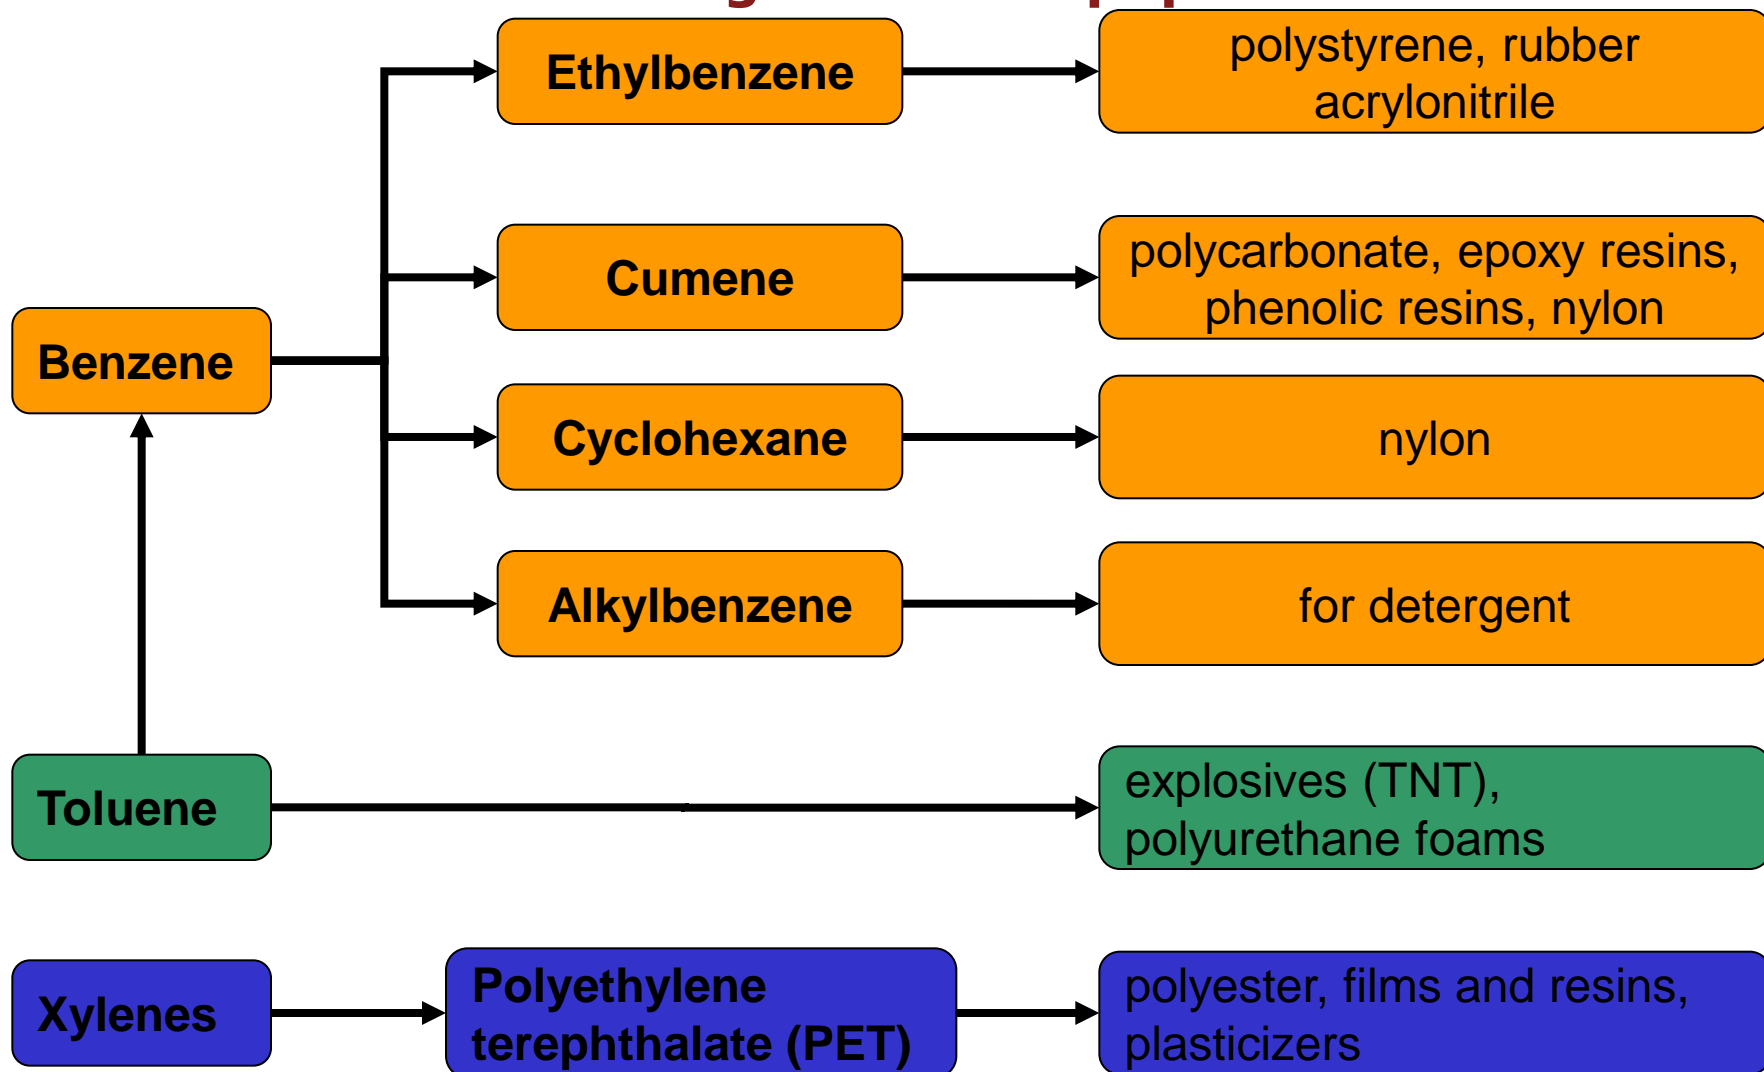 Ethylbenzene
polystyrene, rubber
acrylonitrile
Cumene
polycarbonate, epoxy resins,
phenolic resins, nylon
Benzene
Cyclohexane
nylon
Alkylbenzene
for detergent
Toluene
explosives (TNT),
polyurethane foams
Xylenes
Polyethylene
terephthalate (PET)
polyester, films and resins,
plasticizers